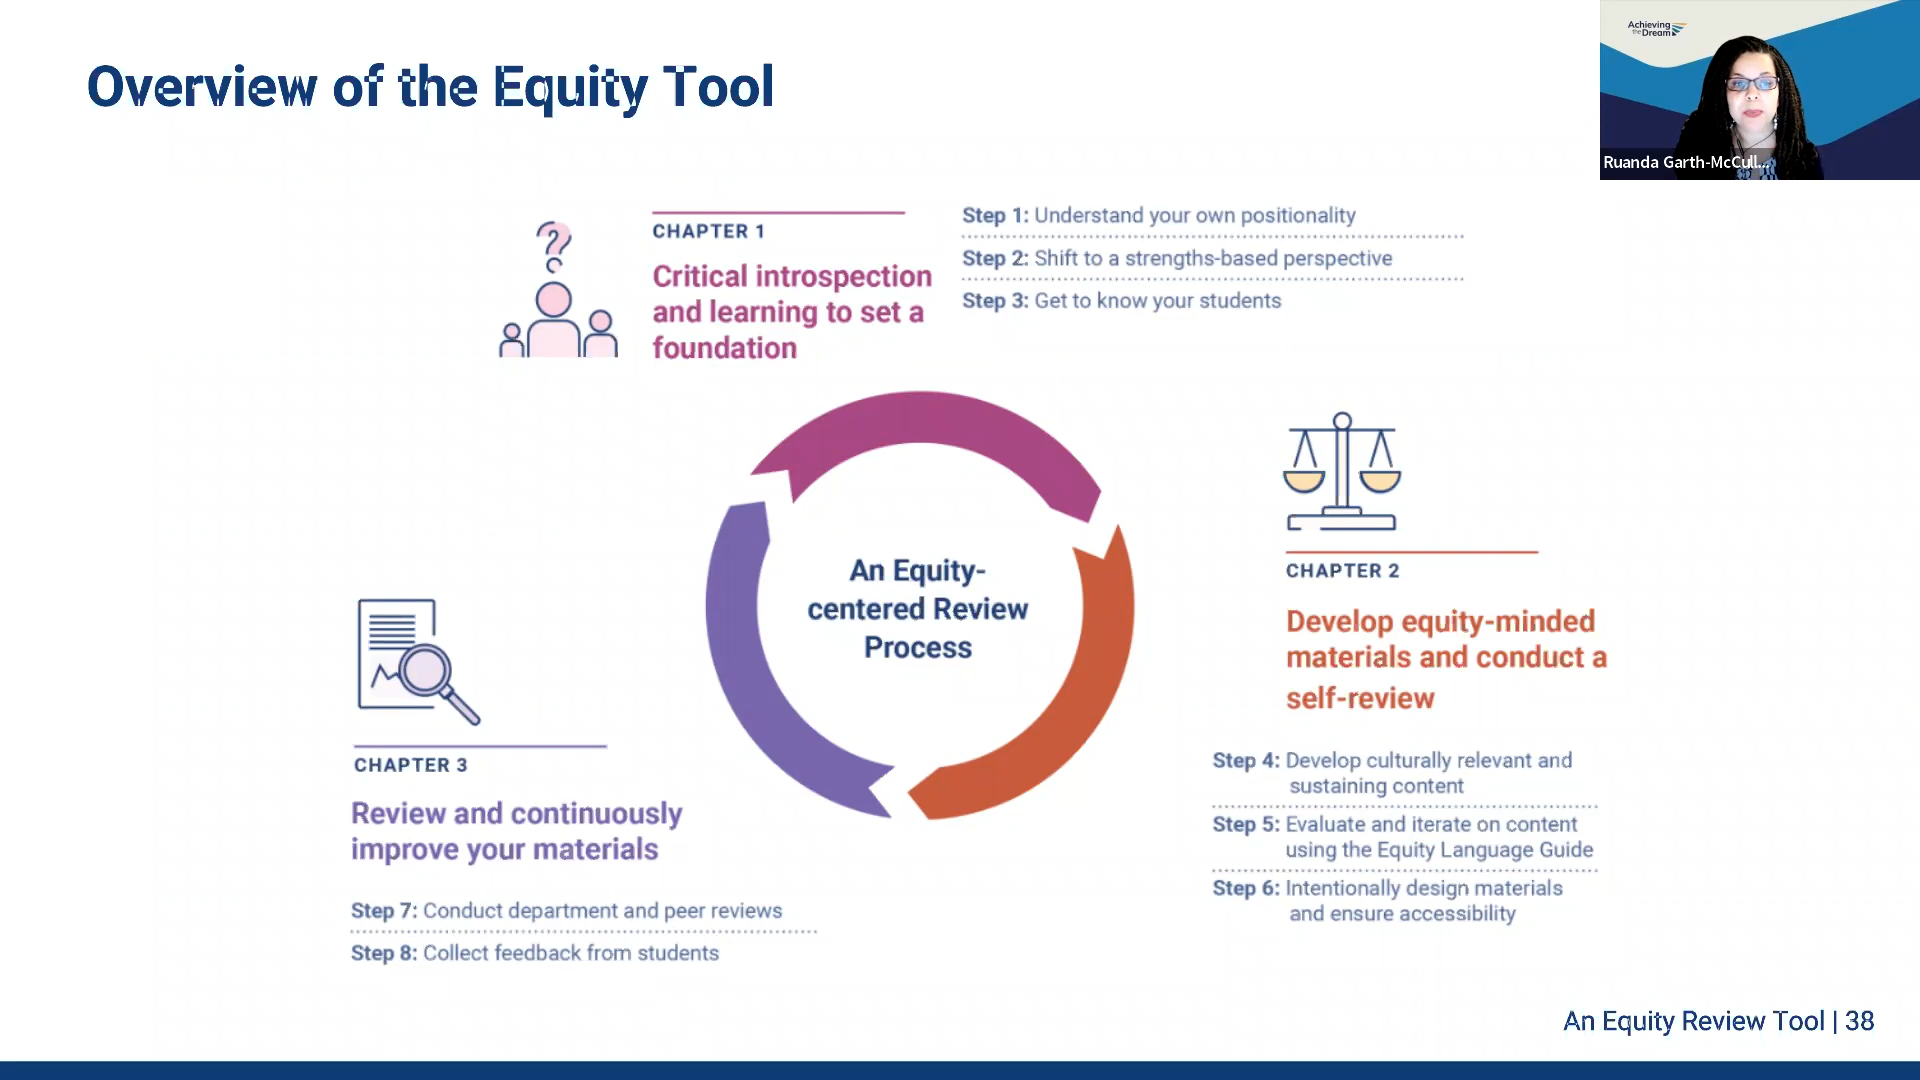 Overview of the Equity Tool
Achieving
the Dream
Ruanda Garth-McCull...
CHAPTER 1
Critical introspection
and learning to set a
foundation
Step 1: Understand your own positionality
Step 2: Shift to a strengths-based perspective
Step 3: Get to know your students
An Equity-
centered Review
Process
CHAPTER 2
Develop equity-minded
materials and conduct a
self-review
Step 4: Develop culturally relevant and
sustaining content
Step 5: Evaluate and iterate on content
using the Equity Language Guide
Step 6: Intentionally design materials
and ensure accessibility
CHAPTER 3
Review and continuously
improve your materials
Step 7: Conduct department and peer reviews
Step 8: Collect feedback from students
An Equity Review Tool | 38